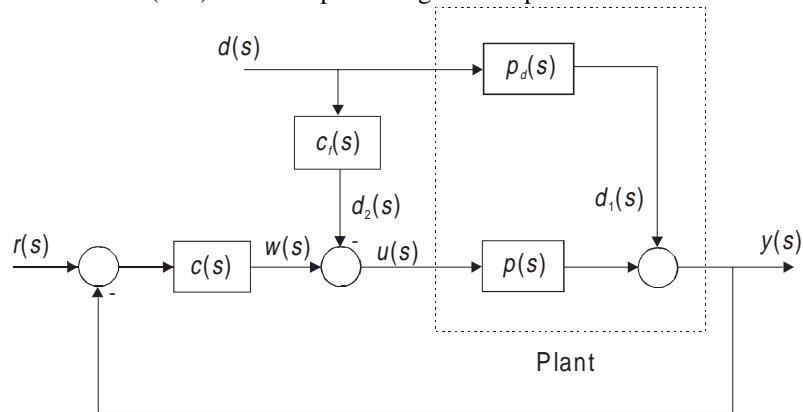 d(s)
p_d(s)
c_f(s)
d_2(s)
d_1(s)
r(s)
c(s)
w(s)
-
u(s)
p(s)
y(s)
-
Plant